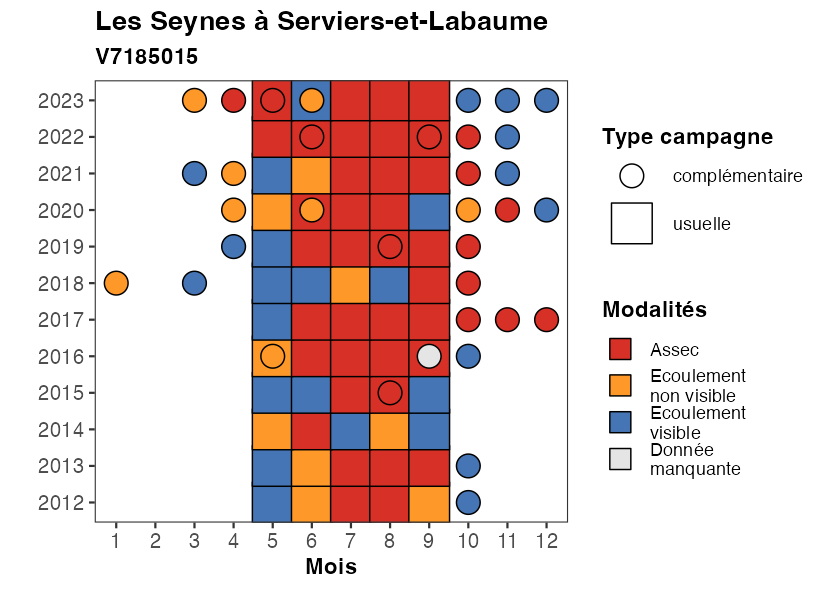 Les Seynes à Serviers-et-Labaume
V7185015
2023
2022
2021
2020
2019
2018
2017
2016
2015
2014
2013
2012
1 2 3 4 5 6 7 8 9 10 11 12
Mois
Type campagne
complémentaire
usuelle
Modalités
Assec
Ecoulement
non visible
Ecoulement
visible
Donnée
manquante